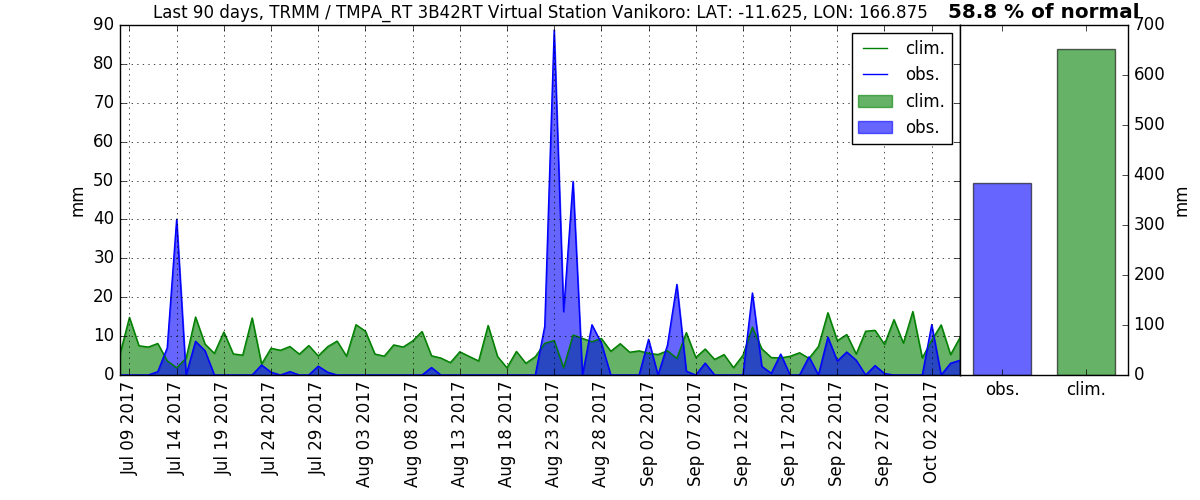 Last 90 days, TRMM / TMPA_RT 3B42RT Virtual Station Vanikoro: LAT: -11.625, LON: 166.875
58.8 % of normal
90
80
70
60
50
40
30
20
10
0
mm
clim.
obs.
clim.
obs.
Jul 09 2017
Jul 14 2017
Jul 19 2017
Jul 24 2017
Jul 29 2017
Aug 03 2017
Aug 08 2017
Aug 13 2017
Aug 18 2017
Aug 23 2017
Aug 28 2017
Sep 02 2017
Sep 07 2017
Sep 12 2017
Sep 17 2017
Sep 22 2017
Sep 27 2017
Oct 02 2017
700
600
500
400
300
200
100
0
mm
obs.
clim.